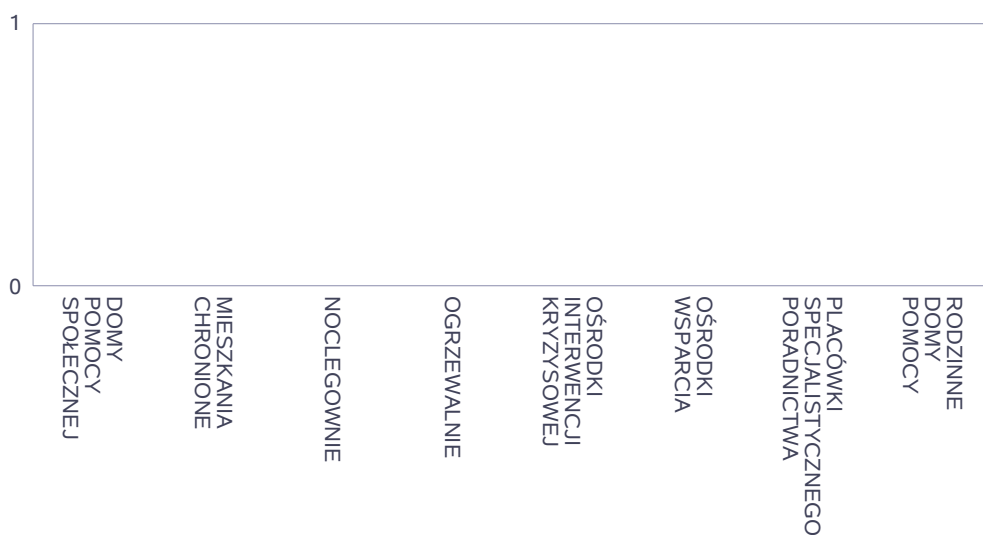 1
0
DOMY
POMOCY
SPOŁECZNEJ
MIESZKANIA
CHRONIONE
NOCLEGOWNIE
OGRZEWALNIE
OŚRODKI
INTERWENCJI
KRYZYSOWEJ
OŚRODKI
WSPARCIA
PLACÓWKI
SPECJALISTYCZNEGO
PORADNICTWA
RODZINNE
DOMY
POMOCY